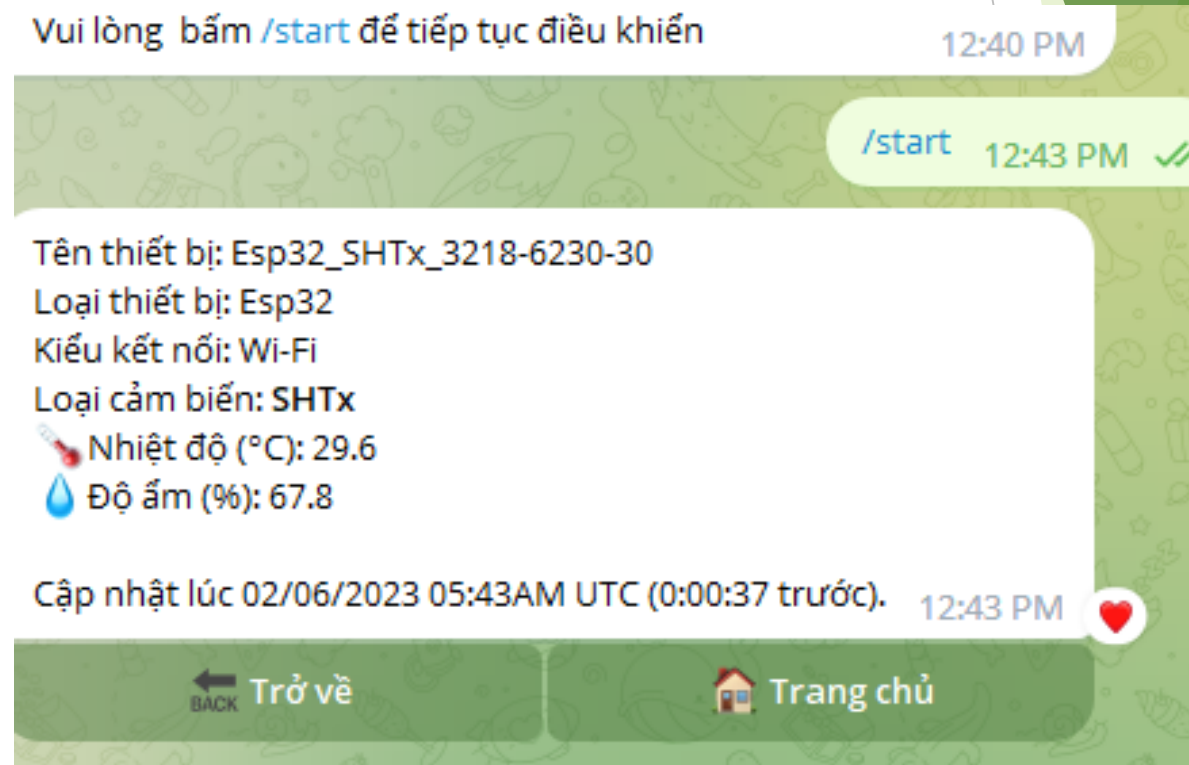 Vui lòng bấm /start để tiếp tục điều khiển
12:40 PM
/start 12:43 PM
Tên thiết bị: Esp32_SHTx_3218-6230-30
Loại thiết bị: Esp32
Kiểu kết nối: Wi-Fi
Loại cảm biến: SHTx
Nhiệt độ (°C): 29.6
Độ ẩm (%): 67.8
Cập nhật lúc 02/06/2023 05:43AM UTC (0:00:37 trước).
12:43 PM
BACK Trở về
Trang chủ